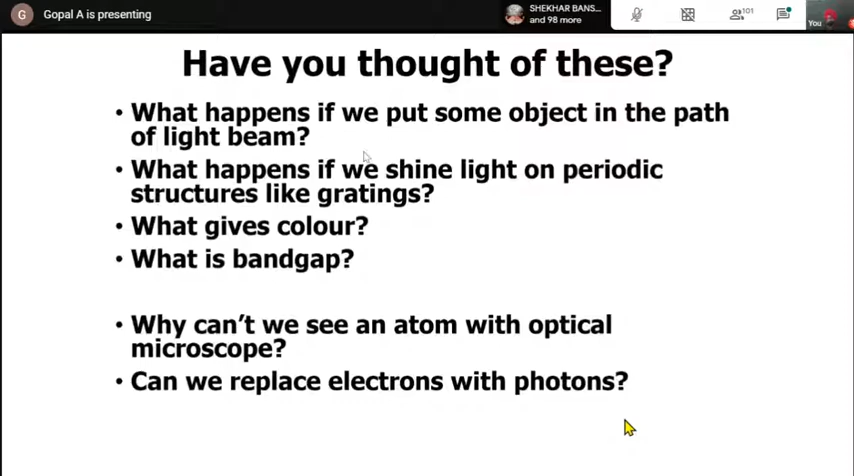 G Gopal A is presenting
SHEKHAR BANS...
and 98 more
101
You
Have you thought of these?
• What happens if we put some object in the path
of light beam?
• What happens if we shine light on periodic
structures like gratings?
• What gives colour?
• What is bandgap?
• Why can't we see an atom with optical
microscope?
• Can we replace electrons with photons?